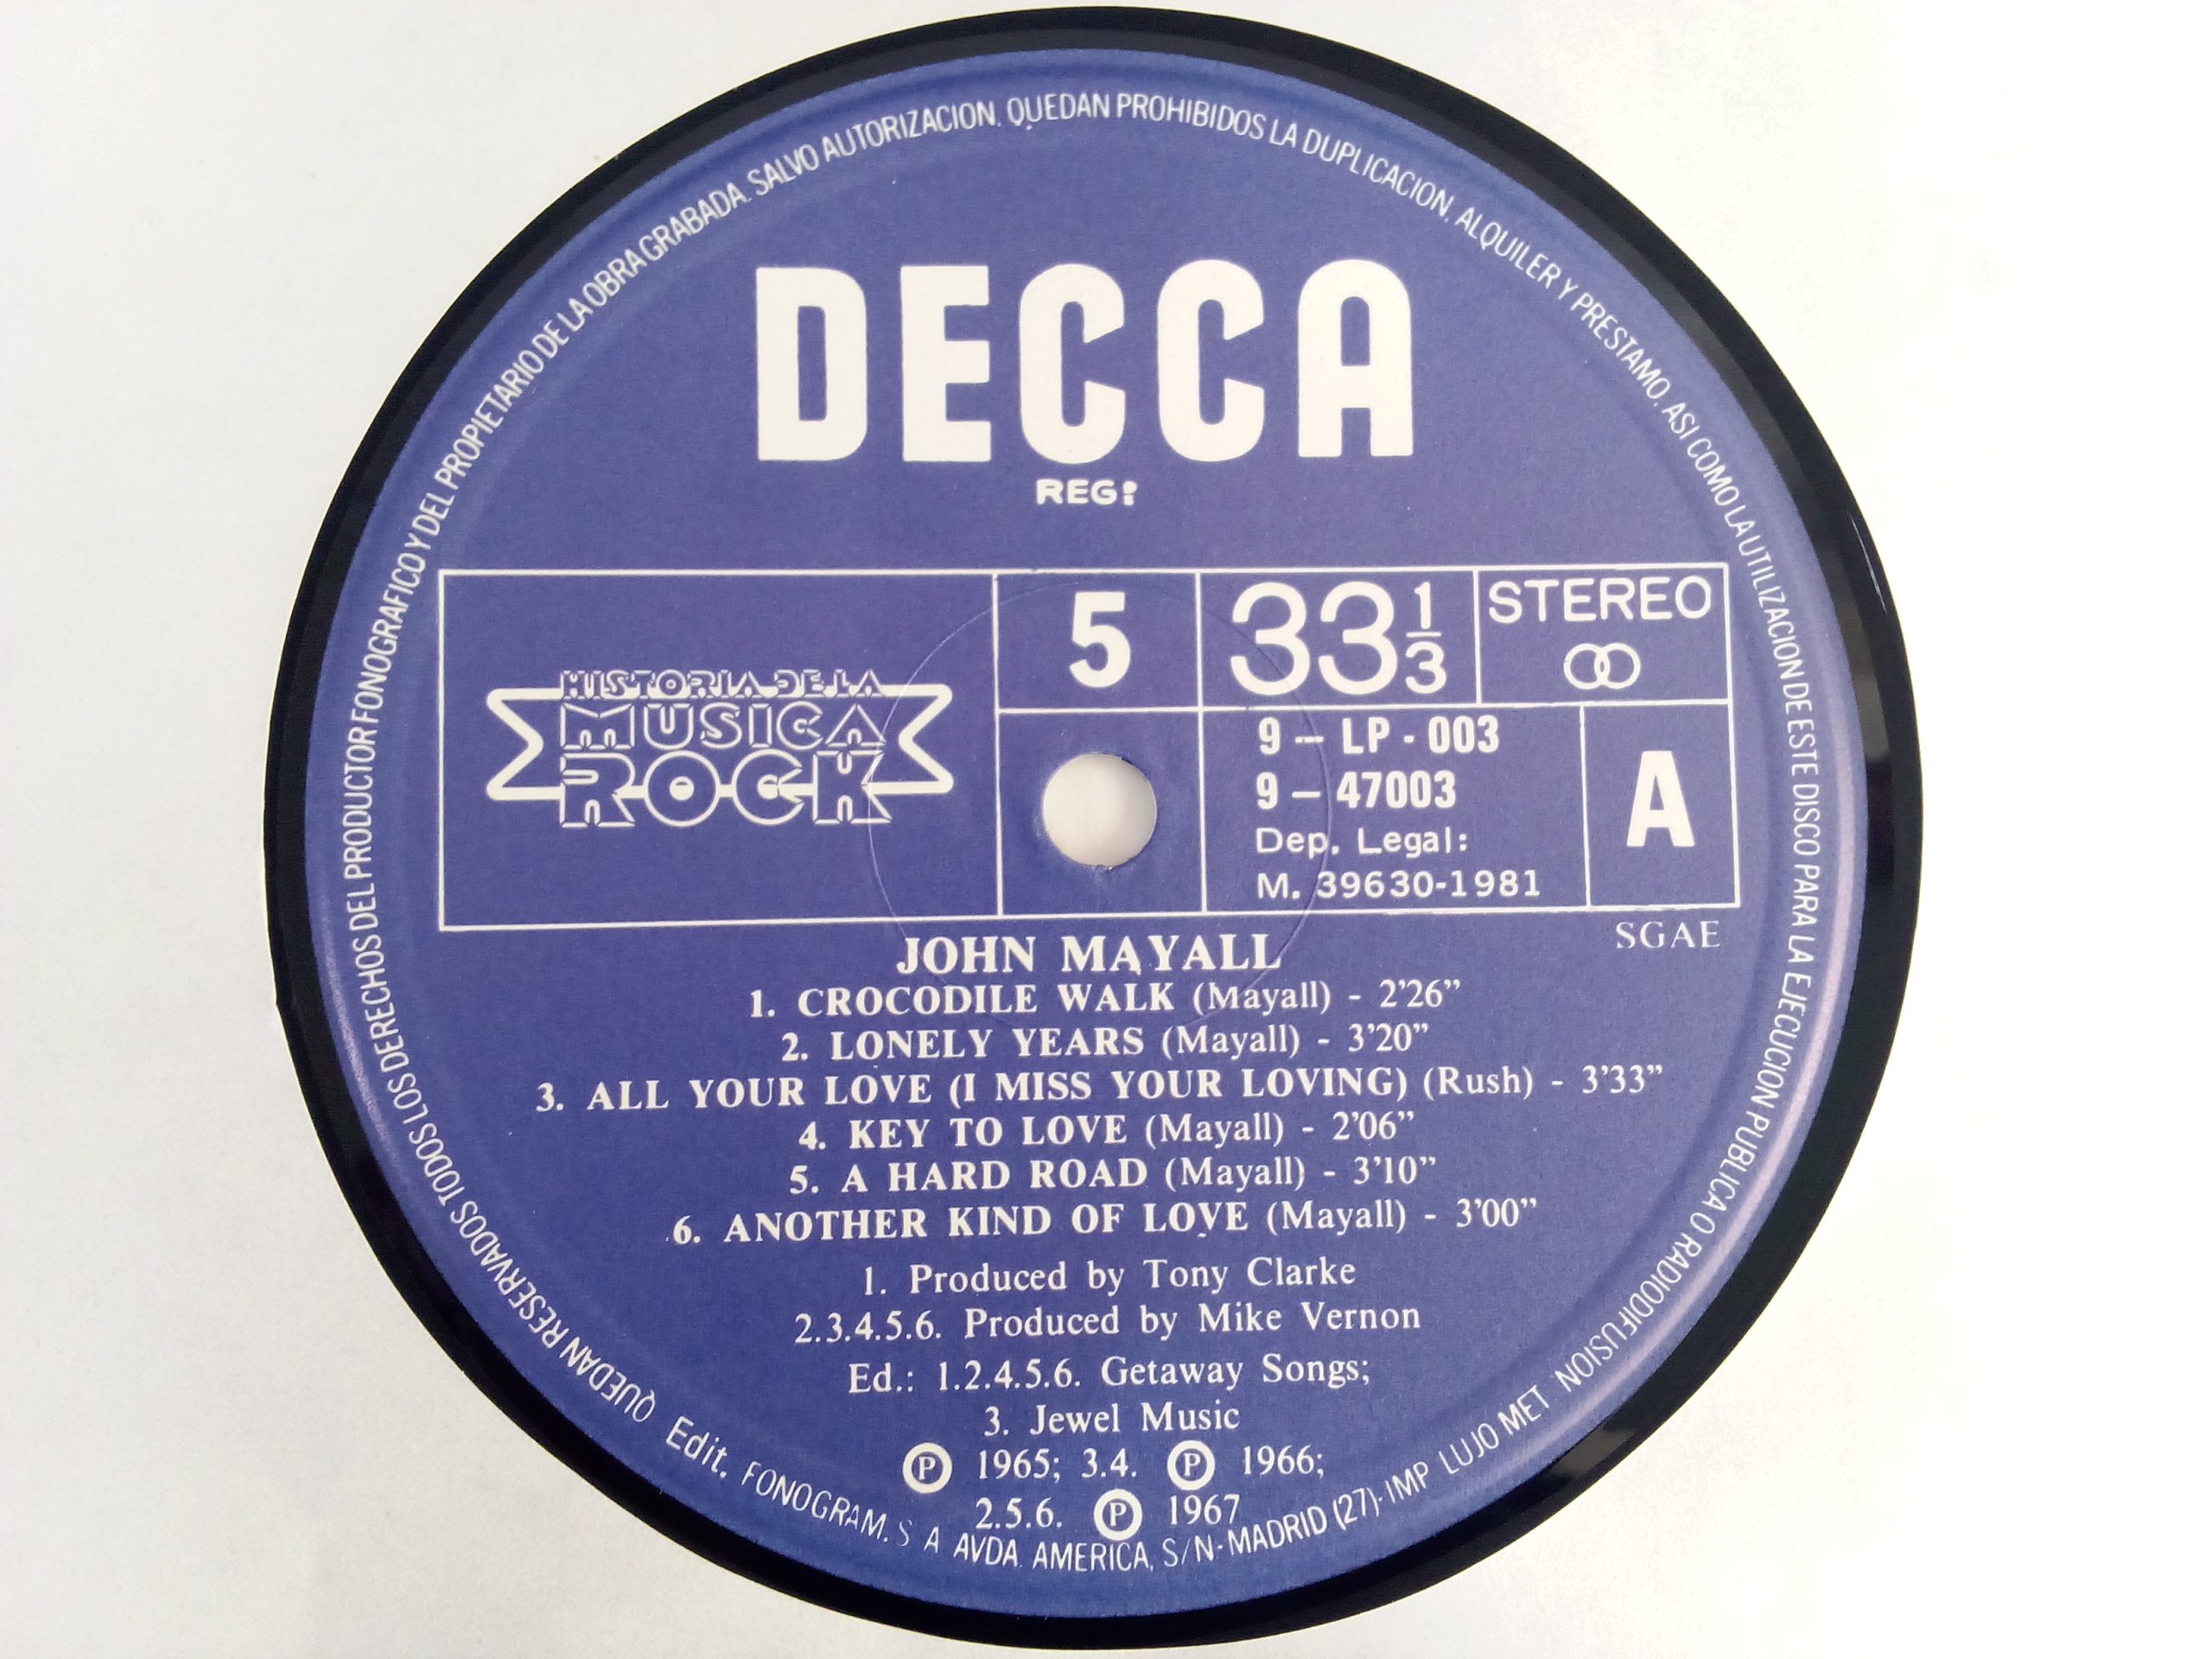 QUEDAN RESERVADOS TODOS LOS DERECHOS DEL PRODUCTOR FONOGRAFICO Y DEL PROPIETARIO DE LA OBRA GRABADA. SALVO AUTORIZACION, QUEDAN PROHIBIDOS LA DUPLICACION, ALQUILER Y PRESTAMO, ASI COMO LA UTILIZACION DE ESTE DISCO PARA LA EJECUCION PUBLICA O RADIODIFUSION
DECCA
REG:
HISTORIA DE LA
MUSICA
ROCK
5
33 1/3
STEREO
9 - LP - 003
9 - 47003
Dep. Legal:
M. 39630-1981
A
SGAE
JOHN MAYALL
1. CROCODILE WALK (Mayall) - 2'26"
2. LONELY YEARS (Mayall) - 3'20"
3. ALL YOUR LOVE (I MISS YOUR LOVING) (Rush) - 3'33"
4. KEY TO LOVE (Mayall) - 2'06"
5. A HARD ROAD (Mayall) - 3'10"
6. ANOTHER KIND OF LOVE (Mayall) - 3'00"
1. Produced by Tony Clarke
2.3.4.5.6. Produced by Mike Vernon
Ed.: 1.2.4.5.6. Getaway Songs;
3. Jewel Music
Ⓟ 1965; 3.4. Ⓟ 1966;
2.5.6. Ⓟ 1967
Edit. FONOGRAM, S A AVDA. AMERICA, S/N-MADRID (27)-IMP LUJO MET.